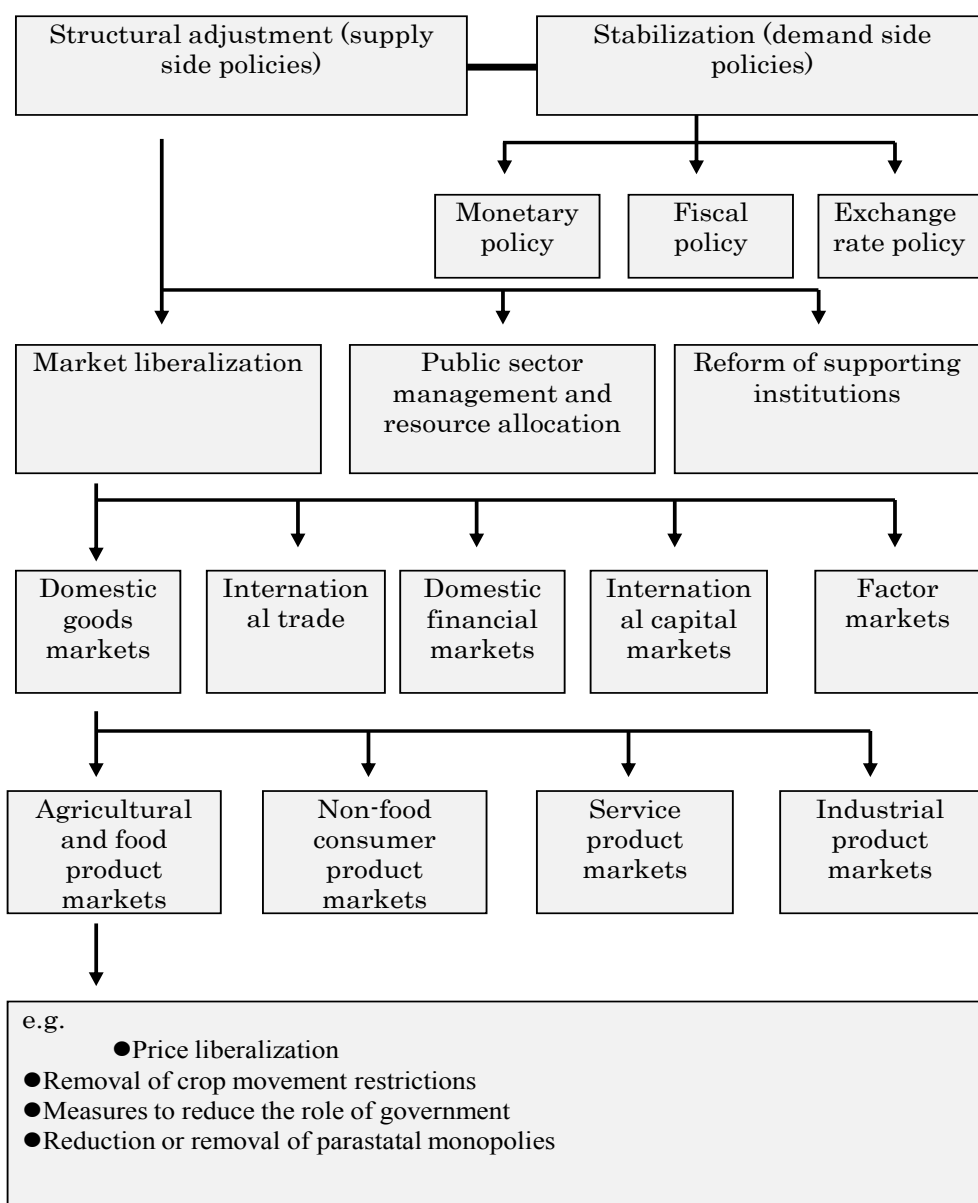 Structural adjustment (supply
side policies)
Stabilization (demand side
policies)
Monetary
policy
Fiscal
policy
Exchange
rate policy
Market liberalization
Public sector
management and
resource allocation
Reform of supporting
institutions
Domestic
goods
markets
Internation
al trade
Domestic
financial
markets
Internation
al capital
markets
Factor
markets
Agricultural
and food
product
markets
Non-food
consumer
product
markets
Service
product
markets
Industrial
product
markets
e.g.
●Price liberalization
●Removal of crop movement restrictions
●Measures to reduce the role of government
●Reduction or removal of parastatal monopolies